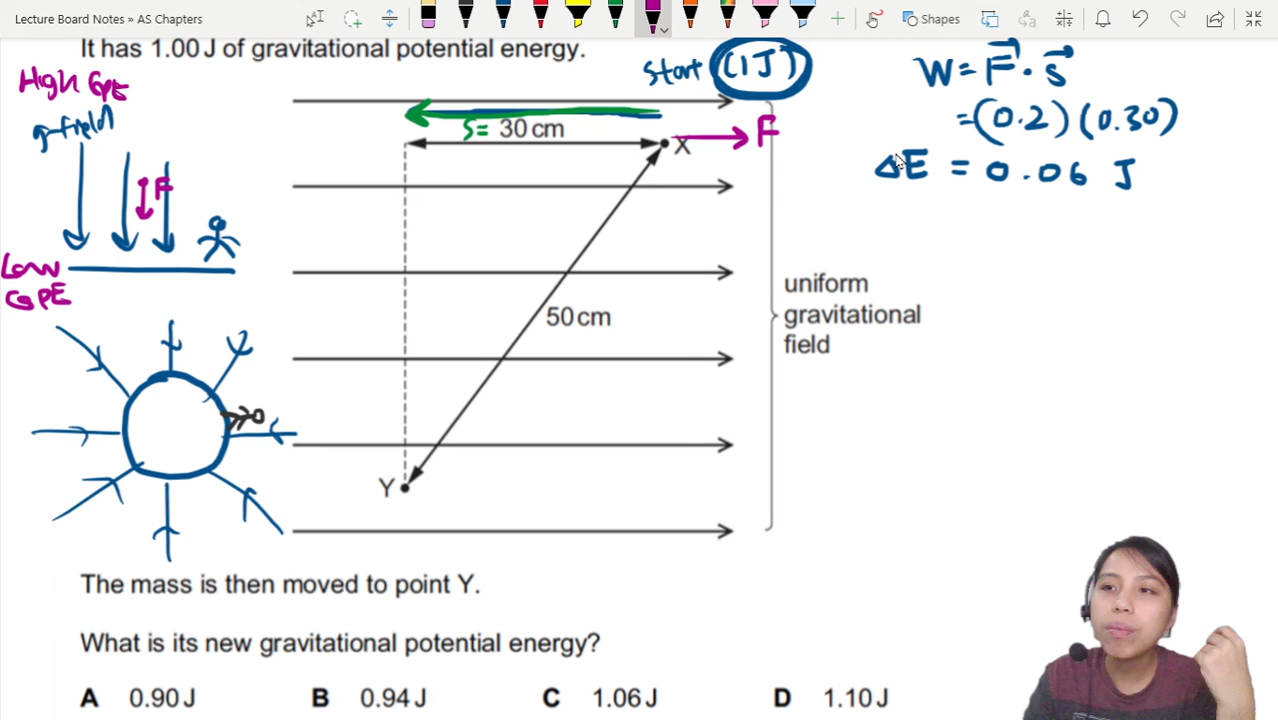 Lecture Board Notes » AS Chapters
Shapes
It has 1.00 J of gravitational potential energy.
High GPE
g-field
F
Low
GPE
Start (1J)
S= 30 cm
X
F
50 cm
Y
uniform
gravitational
field
W = F · s
= (0.2)(0.30)
ΔE = 0.06 J
The mass is then moved to point Y.
What is its new gravitational potential energy?
A 0.90 J B 0.94 J C 1.06 J D 1.10 J